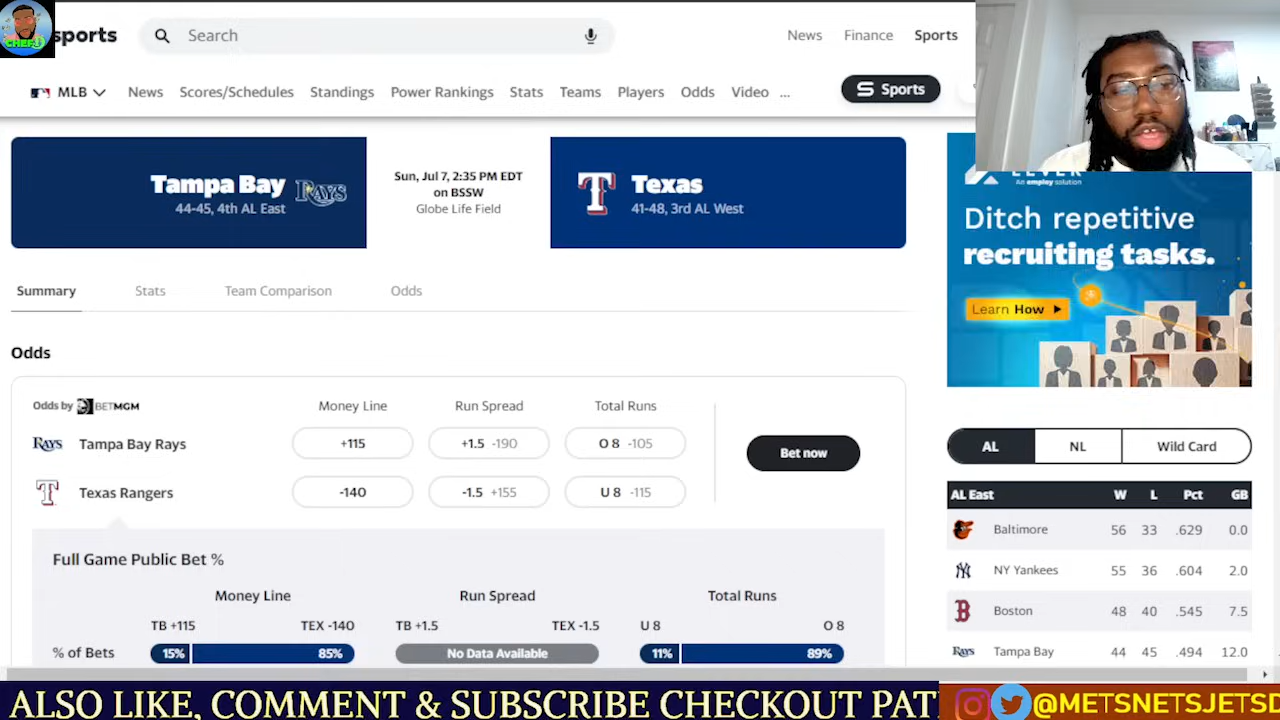 CHEFJ
sports
Search
News Finance Sports
MLB News Scores/Schedules Standings Power Rankings Stats Teams Players Odds Video ...
S Sports
Tampa Bay
44-45, 4th AL East
RAYS
Sun, Jul 7, 2:35 PM EDT
on BSSW
Globe Life Field
T
Texas
41-48, 3rd AL West
An employ solution
Ditch repetitive
recruiting tasks.
Learn How
Summary Stats Team Comparison Odds
Odds
Odds by BETMGM Money Line Run Spread Total Runs
RAYS Tampa Bay Rays +115 +1.5 -190 O 8 -105
T Texas Rangers -140 -1.5 +155 U 8 -115
Bet now
Full Game Public Bet %
Money Line Run Spread Total Runs
TB +115 TEX -140 TB +1.5 TEX -1.5 U 8 O 8
% of Bets 15% 85% No Data Available 11% 89%
AL NL Wild Card
AL East W L Pct GB
Baltimore 56 33 .629 0.0
NY Yankees 55 36 .604 2.0
B Boston 48 40 .545 7.5
RAYS Tampa Bay 44 45 .494 12.0
ALSO LIKE, COMMENT & SUBSCRIBE CHECKOUT PAT
@METSNETSJETSD